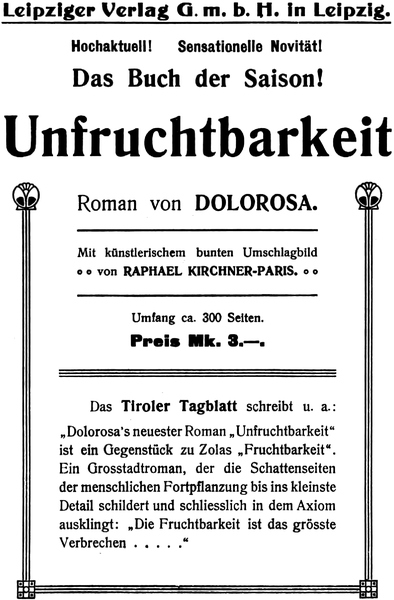 Leipziger Verlag G. m. b. H. in Leipzig.
Hochaktuell! Sensationelle Novität!
Das Buch der Saison!
Unfruchtbarkeit
Roman von DOLOROSA.
Mit künstlerischem bunten Umschlagbild
von RAPHAEL KIRCHNER-PARIS.
Umfang ca. 300 Seiten.
Preis Mk. 3.—.
Das Tiroler Tagblatt schreibt u. a.:
„Dolorosa's neuester Roman „Unfruchtbarkeit"
ist ein Gegenstück zu Zolas „Fruchtbarkeit".
Ein Grosstadtroman, der die Schattenseiten
der menschlichen Fortpflanzung bis ins kleinste
Detail schildert und schliesslich in dem Axiom
ausklingt: „Die Fruchtbarkeit ist das grösste
Verbrechen . . . . ."